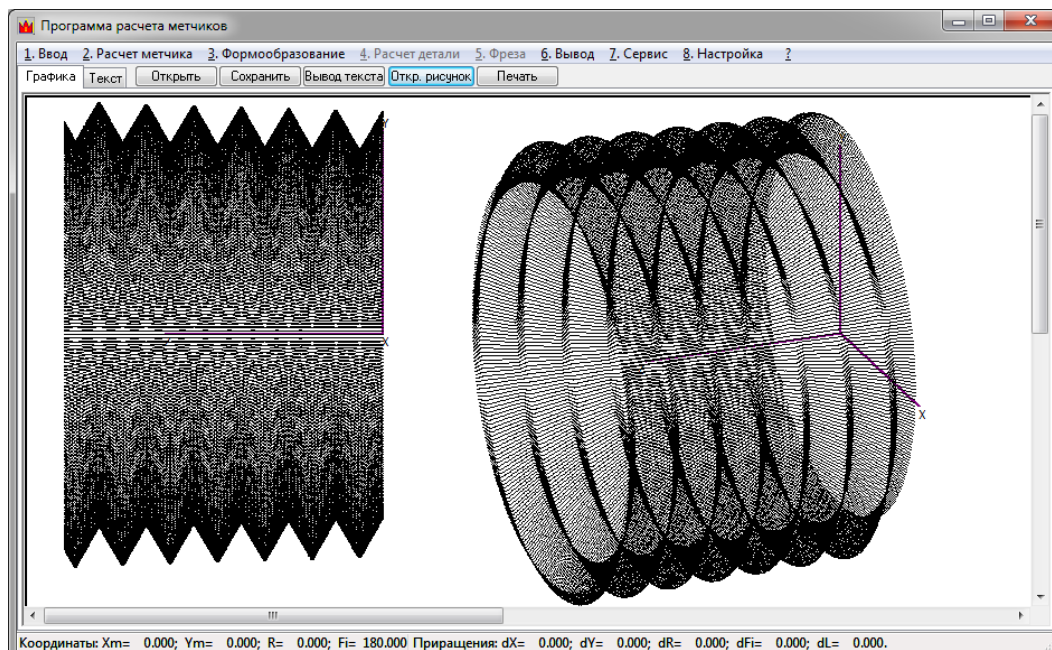 Программа расчета метчиков
1. Ввод 2. Расчет метчика 3. Формообразование 4. Расчет детали 5. Фреза 6. Вывод 7. Сервис 8. Настройка ?
Графика Текст Открыть Сохранить Вывод текста Откр. рисунок Печать
Y
X
X
Координаты: Xm= 0.000; Ym= 0.000; R= 0.000; Fi= 180.000 Приращения: dX= 0.000; dY= 0.000; dR= 0.000; dFi= 0.000; dL= 0.000.